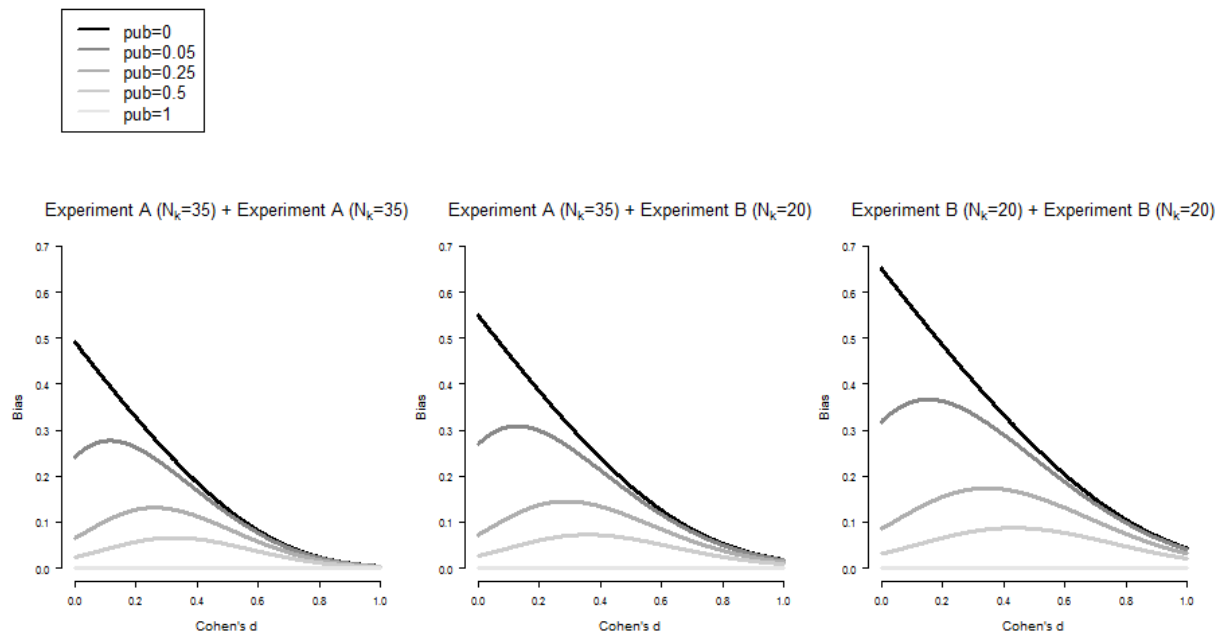 pub=0
pub=0.05
pub=0.25
pub=0.5
pub=1
Experiment A (Nk=35) + Experiment A (Nk=35)
Bias
0.7
0.6
0.5
0.4
0.3
0.2
0.1
0.0
0.0 0.2 0.4 0.6 0.8 1.0
Cohen's d
Experiment A (Nk=35) + Experiment B (Nk=20)
Bias
0.7
0.6
0.5
0.4
0.3
0.2
0.1
0.0
0.0 0.2 0.4 0.6 0.8 1.0
Cohen's d
Experiment B (Nk=20) + Experiment B (Nk=20)
Bias
0.7
0.6
0.5
0.4
0.3
0.2
0.1
0.0
0.0 0.2 0.4 0.6 0.8 1.0
Cohen's d